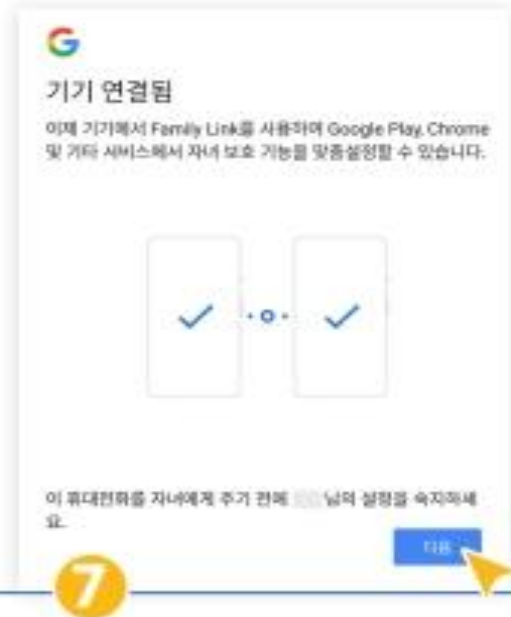 기기 연결됨
이제 기기에서 Family Link를 사용하여 Google Play, Chrome
및 기타 서비스에서 자녀 보호 기능을 맞춤설정할 수 있습니다.
이 휴대전화를 자녀에게 주기 전에 님의 설정을 숙지하세
요.
다음
7